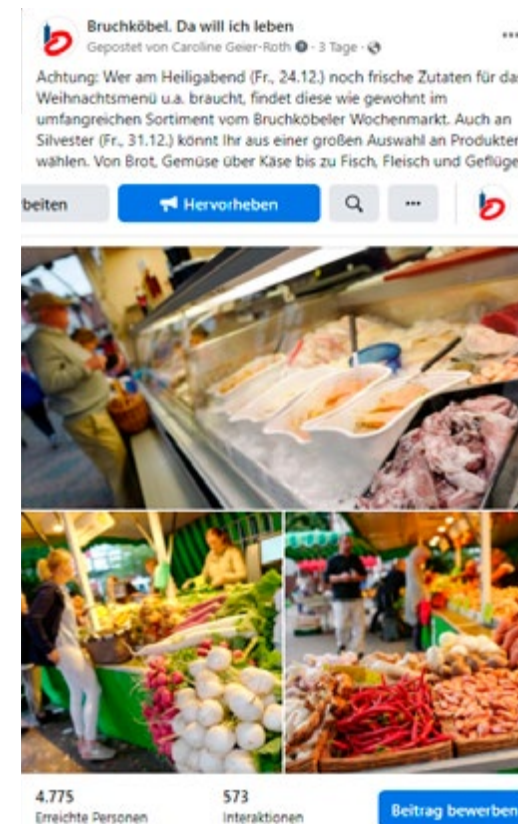 Bruchköbel. Da will ich leben
Gepostet von Caroline Geier-Roth · 3 Tage ·
Achtung: Wer am Heiligabend (Fr., 24.12.) noch frische Zutaten für das
Weihnachtsmenü u.a. braucht, findet diese wie gewohnt im
umfangreichen Sortiment vom Bruchköbeler Wochenmarkt. Auch an
Silvester (Fr., 31.12.) könnt Ihr aus einer großen Auswahl an Produkten
wählen. Von Brot, Gemüse über Käse bis zu Fisch, Fleisch und Geflüge
beiten
Hervorheben
4.775
Erreichte Personen
573
Interaktionen
Beitrag bewerben